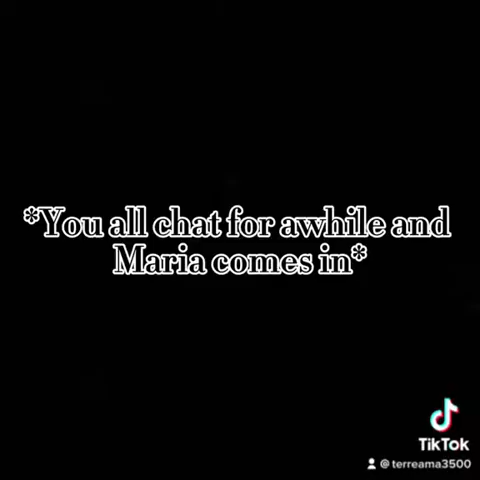 *You all chat for awhile and
Maria comes in*
TikTok
@terreama3500